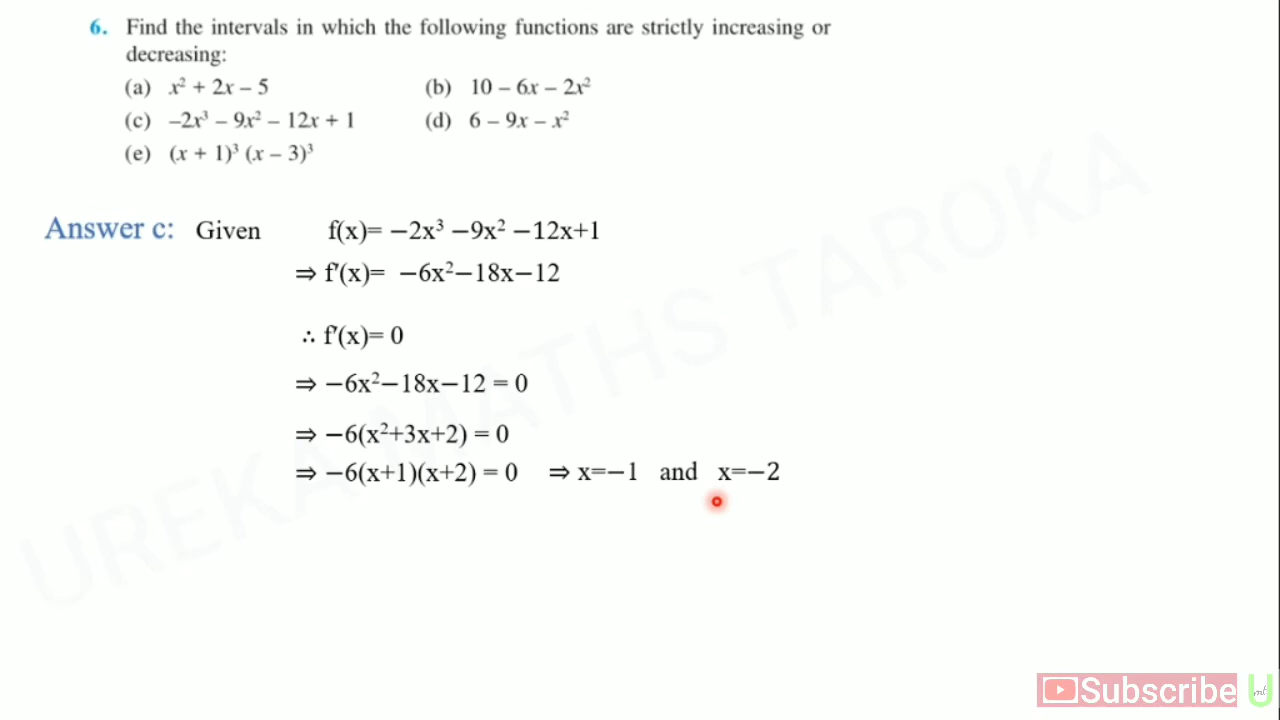 6. Find the intervals in which the following functions are strictly increasing or
decreasing:
(a) x² + 2x – 5 (b) 10 – 6x – 2x²
(c) –2x³ – 9x² – 12x + 1 (d) 6 – 9x – x²
(e) (x + 1)³ (x – 3)³
Answer c: Given f(x)= −2x³ −9x² −12x+1
⇒ f'(x)= −6x²−18x−12
∴ f'(x)= 0
⇒ −6x²−18x−12 = 0
⇒ −6(x²+3x+2) = 0
⇒ −6(x+1)(x+2) = 0 ⇒ x=−1 and x=−2
UREKA MATHS TAROKA
Subscribe U